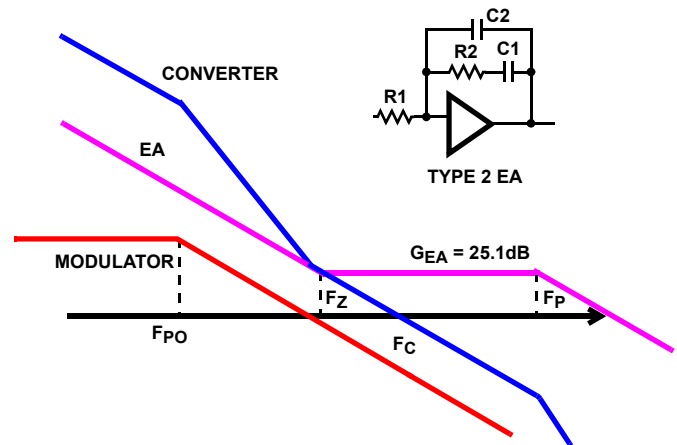 C2
CONVERTER
R2
C1
R1
EA
TYPE 2 EA
MODULATOR
GEA = 25.1dB
FZ
FP
FPO
FC